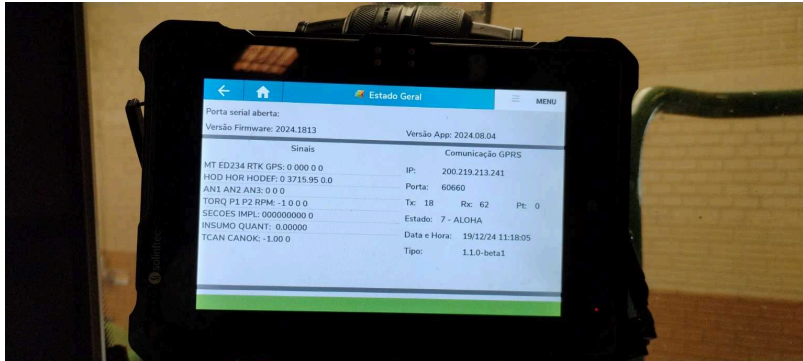 Estado Geral
MENU
Porta serial aberta:
Versão Firmware: 2024.1813
Versão App: 2024.08.04
Sinais
MT ED234 RTK GPS: 0 000 0 0
HOD HOR HODEF: 0 3715.95 0.0
AN1 AN2 AN3: 0 0 0
TORQ P1 P2 RPM: -1 0 0 0
SECOES IMPL: 000000000 0
INSUMO QUANT: 0.00000
TCAN CANOK: -1.00 0
Comunicação GPRS
IP: 200.219.213.241
Porta: 60660
Tx: 18 Rx: 62 Pt: 0
Estado: 7 - ALOHA
Data e Hora: 19/12/24 11:18:05
Tipo: 1.1.0-beta1
solinftec